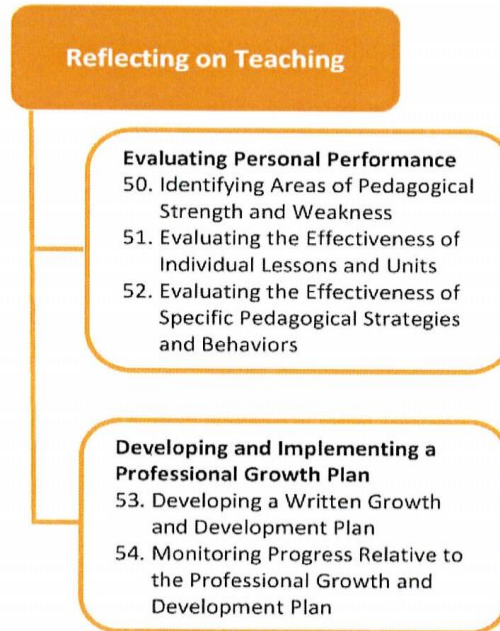 Reflecting on Teaching
Evaluating Personal Performance
50. Identifying Areas of Pedagogical
Strength and Weakness
51. Evaluating the Effectiveness of
Individual Lessons and Units
52. Evaluating the Effectiveness of
Specific Pedagogical Strategies
and Behaviors
Developing and Implementing a
Professional Growth Plan
53. Developing a Written Growth
and Development Plan
54. Monitoring Progress Relative to
the Professional Growth and
Development Plan